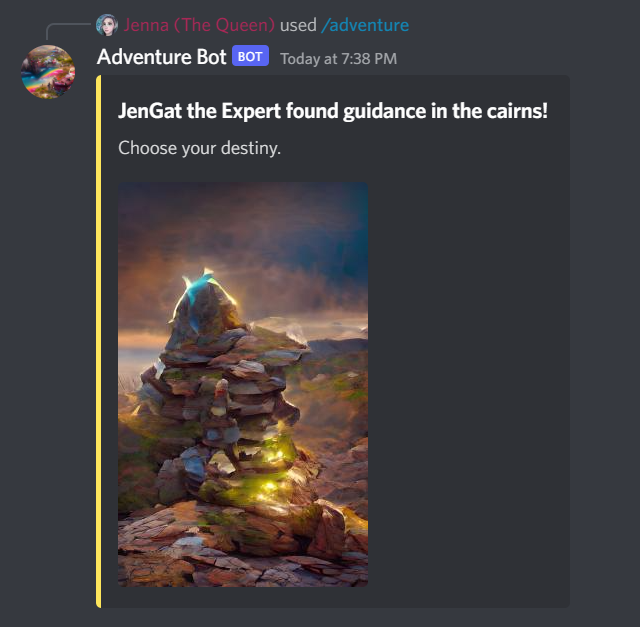 Jenna (The Queen) used /adventure
Adventure Bot BOT Today at 7:38 PM
JenGat the Expert found guidance in the cairns!
Choose your destiny.